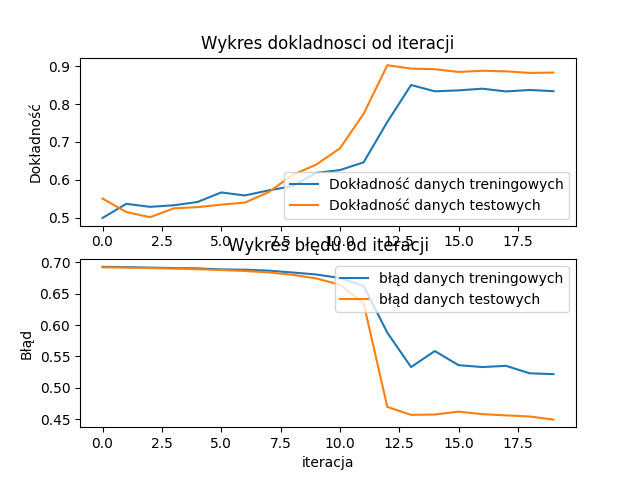 Wykres dokladnosci od iteracji
0.9
0.8
0.7
0.6
0.5
Dokładność
Dokładność danych treningowych
Dokładność danych testowych
0.0 2.5 5.0 7.5 10.0 12.5 15.0 17.5
Wykres błędu od iteracji
0.70
0.65
0.60
0.55
0.50
0.45
Błąd
błąd danych treningowych
błąd danych testowych
0.0 2.5 5.0 7.5 10.0 12.5 15.0 17.5
iteracja